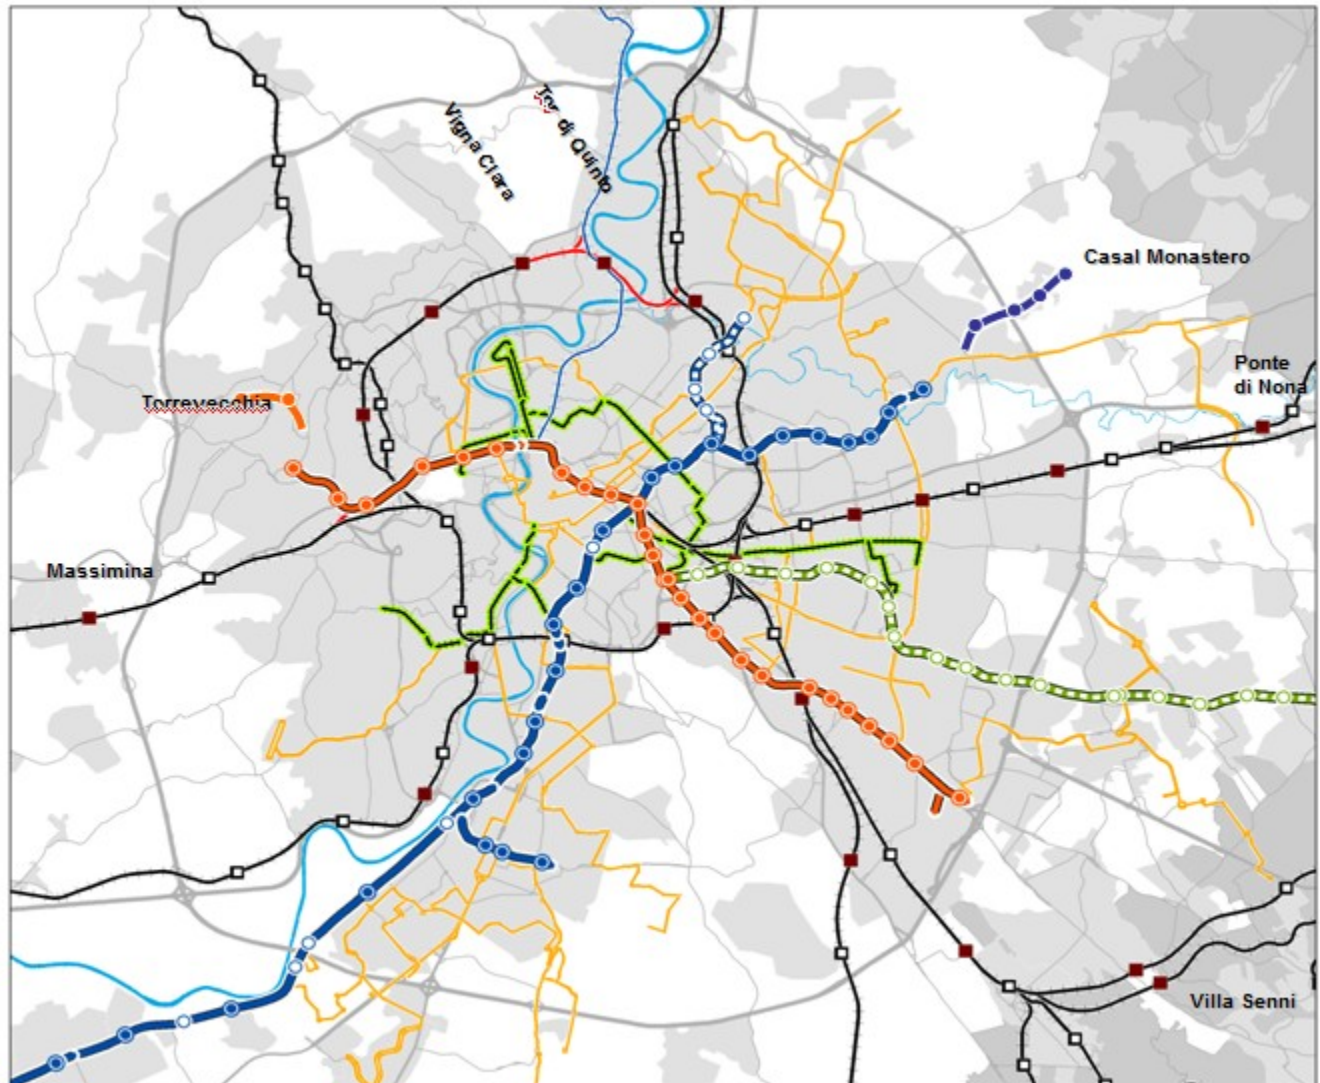 Vigna Clara
Tor di Quinto
Casal Monastero
Ponte
di Nona
Torrevecchia
Massimina
Villa Senni